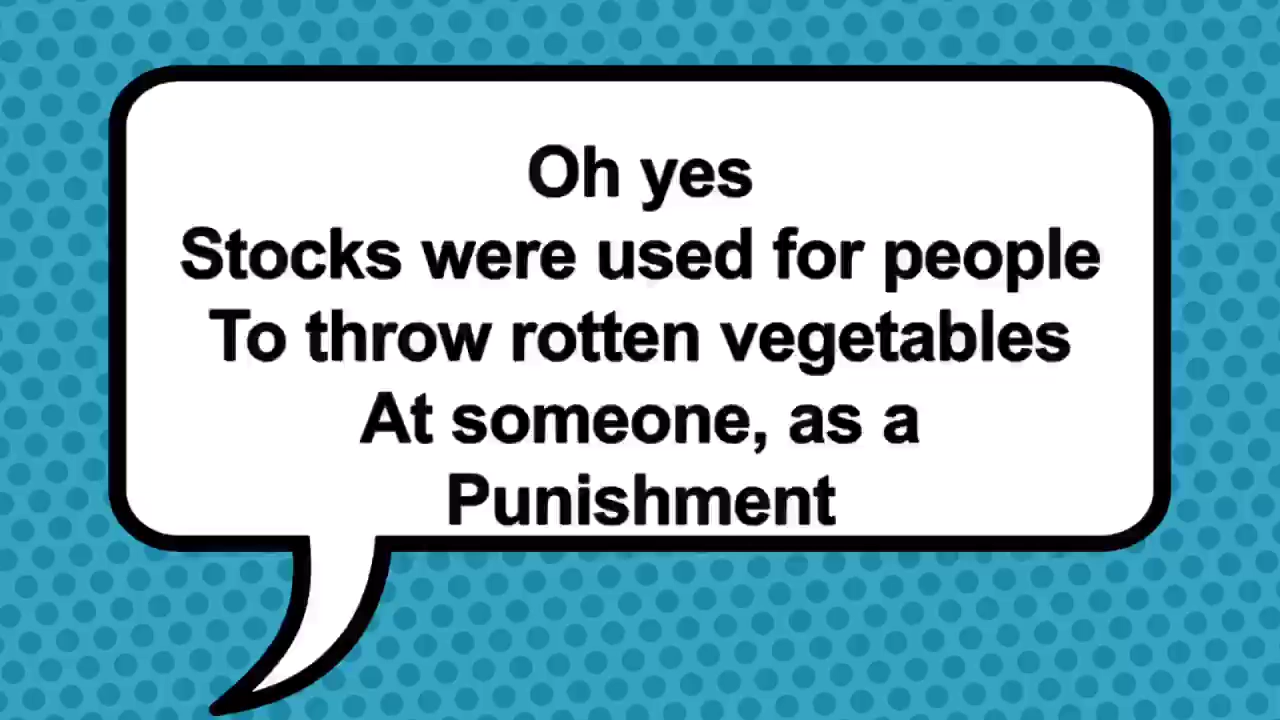 Oh yes
Stocks were used for people
To throw rotten vegetables
At someone, as a
Punishment